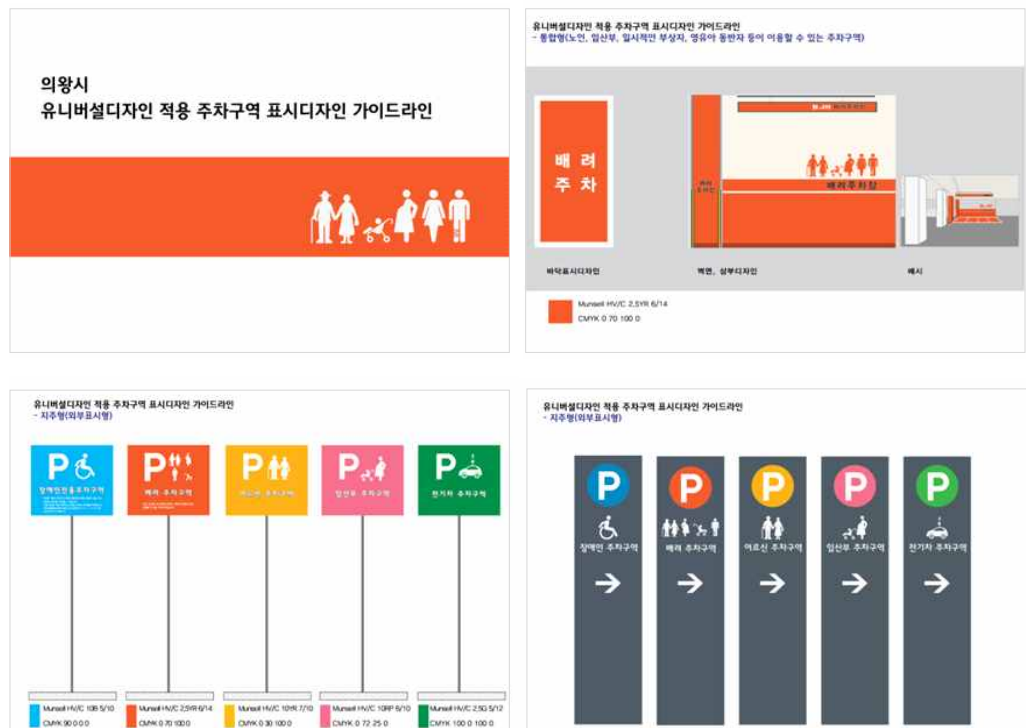 의왕시
유니버설디자인 적용 주차구역 표시디자인 가이드라인
유니버설디자인 적용 주차구역 표시디자인 가이드라인
- 통합형(노인, 임산부, 일시적인 부상자, 영유아 동반자 등이 이용할 수 있는 주차구역)
배 려
주 차
배려주차장
바닥표시디자인
벽면, 상부디자인
예시
Munsell HV/C 2.5YR 6/14
CMYK 0 70 100 0
유니버설디자인 적용 주차구역 표시디자인 가이드라인
- 지주형(외부표시형)
P
P
P
P
P
장애인전용주차구역
배려 주차구역
어르신 주차구역
임산부 주차구역
전기차 주차구역
Munsell HV/C 10B 5/10
CMYK 90 0 0 0
Munsell HV/C 2.5YR 6/14
CMYK 0 70 100 0
Munsell HV/C 10YR 7/10
CMYK 0 30 100 0
Munsell HV/C 10RP 6/10
CMYK 0 72 25 0
Munsell HV/C 2.5G 5/12
CMYK 100 0 100 0
유니버설디자인 적용 주차구역 표시디자인 가이드라인
- 지주형(외부표시형)
P
P
P
P
P
장애인 주차구역
배려 주차구역
어르신 주차구역
임산부 주차구역
전기차 주차구역